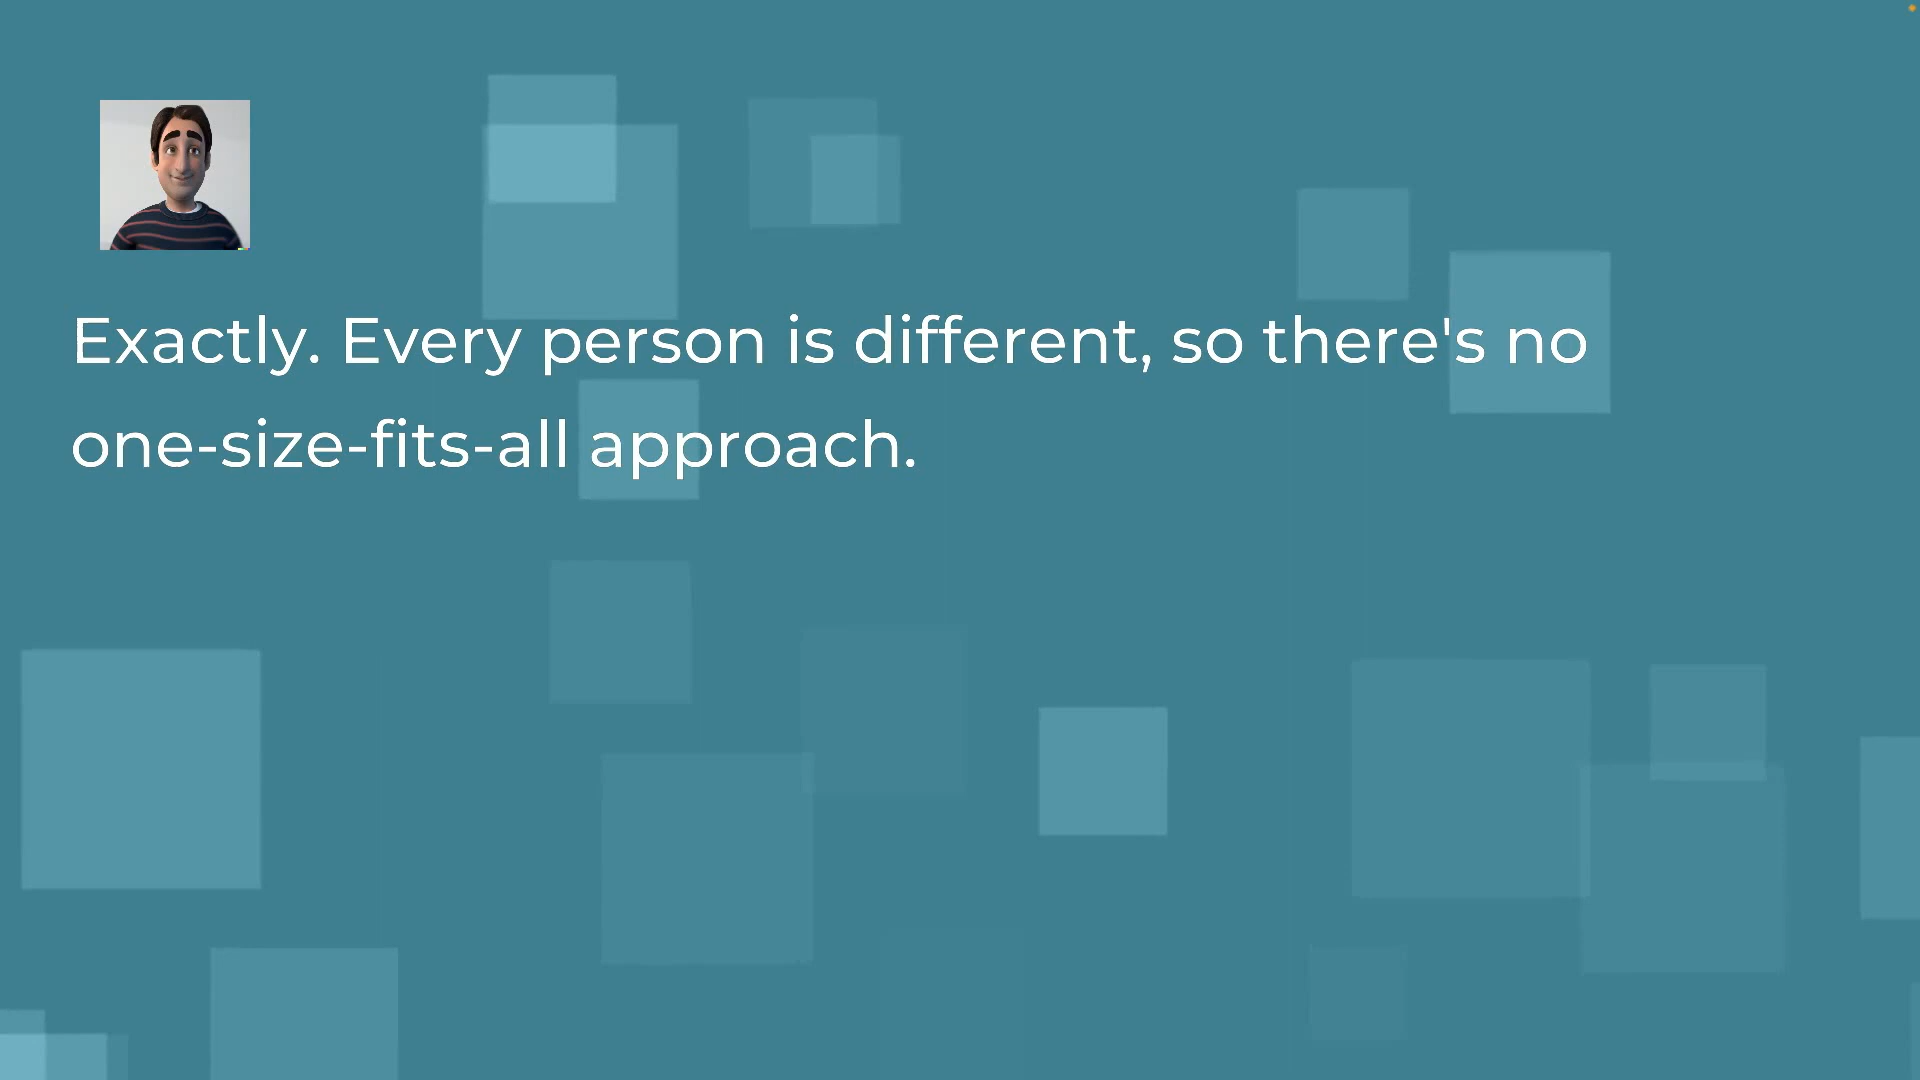 Exactly. Every person is different, so there's no
one-size-fits-all approach.